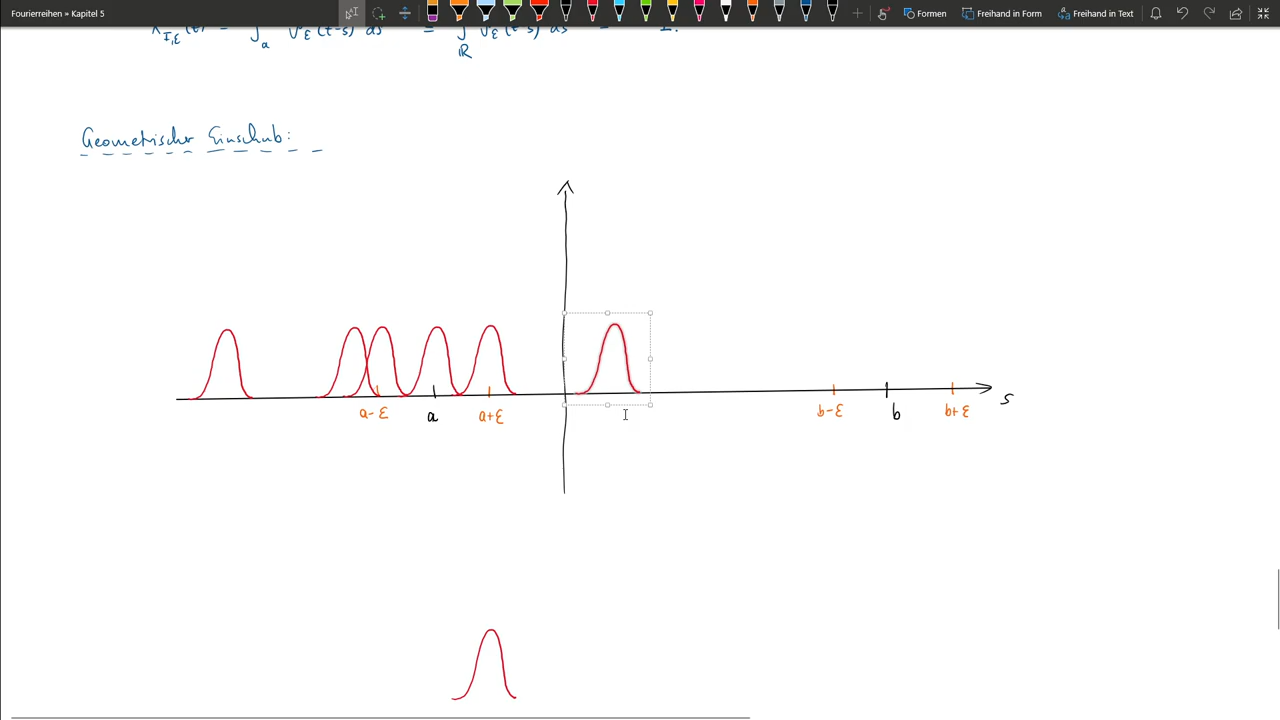 Fourierreihen » Kapitel 5
Formen
Freihand in Form
Freihand in Text
= ∫ ℝ
Geometrischer Einschub:
a-ε a a+ε b-ε b b+ε s